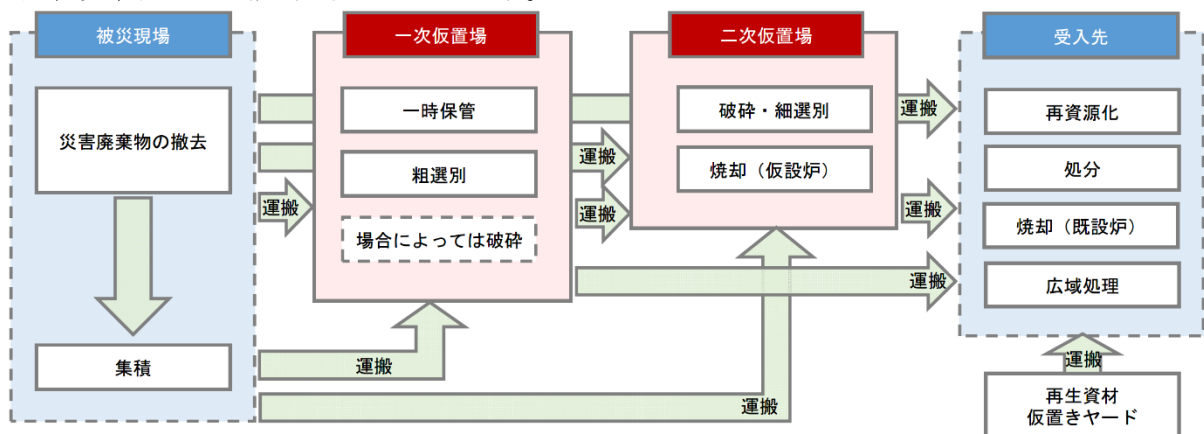 被災現場
災害廃棄物の撤去
集積
運搬
運搬
運搬
一次仮置場
一時保管
粗選別
場合によっては破砕
運搬
運搬
運搬
二次仮置場
破砕・細選別
焼却（仮設炉）
運搬
運搬
受入先
再資源化
処分
焼却（既設炉）
広域処理
運搬
再生資材
仮置きヤード